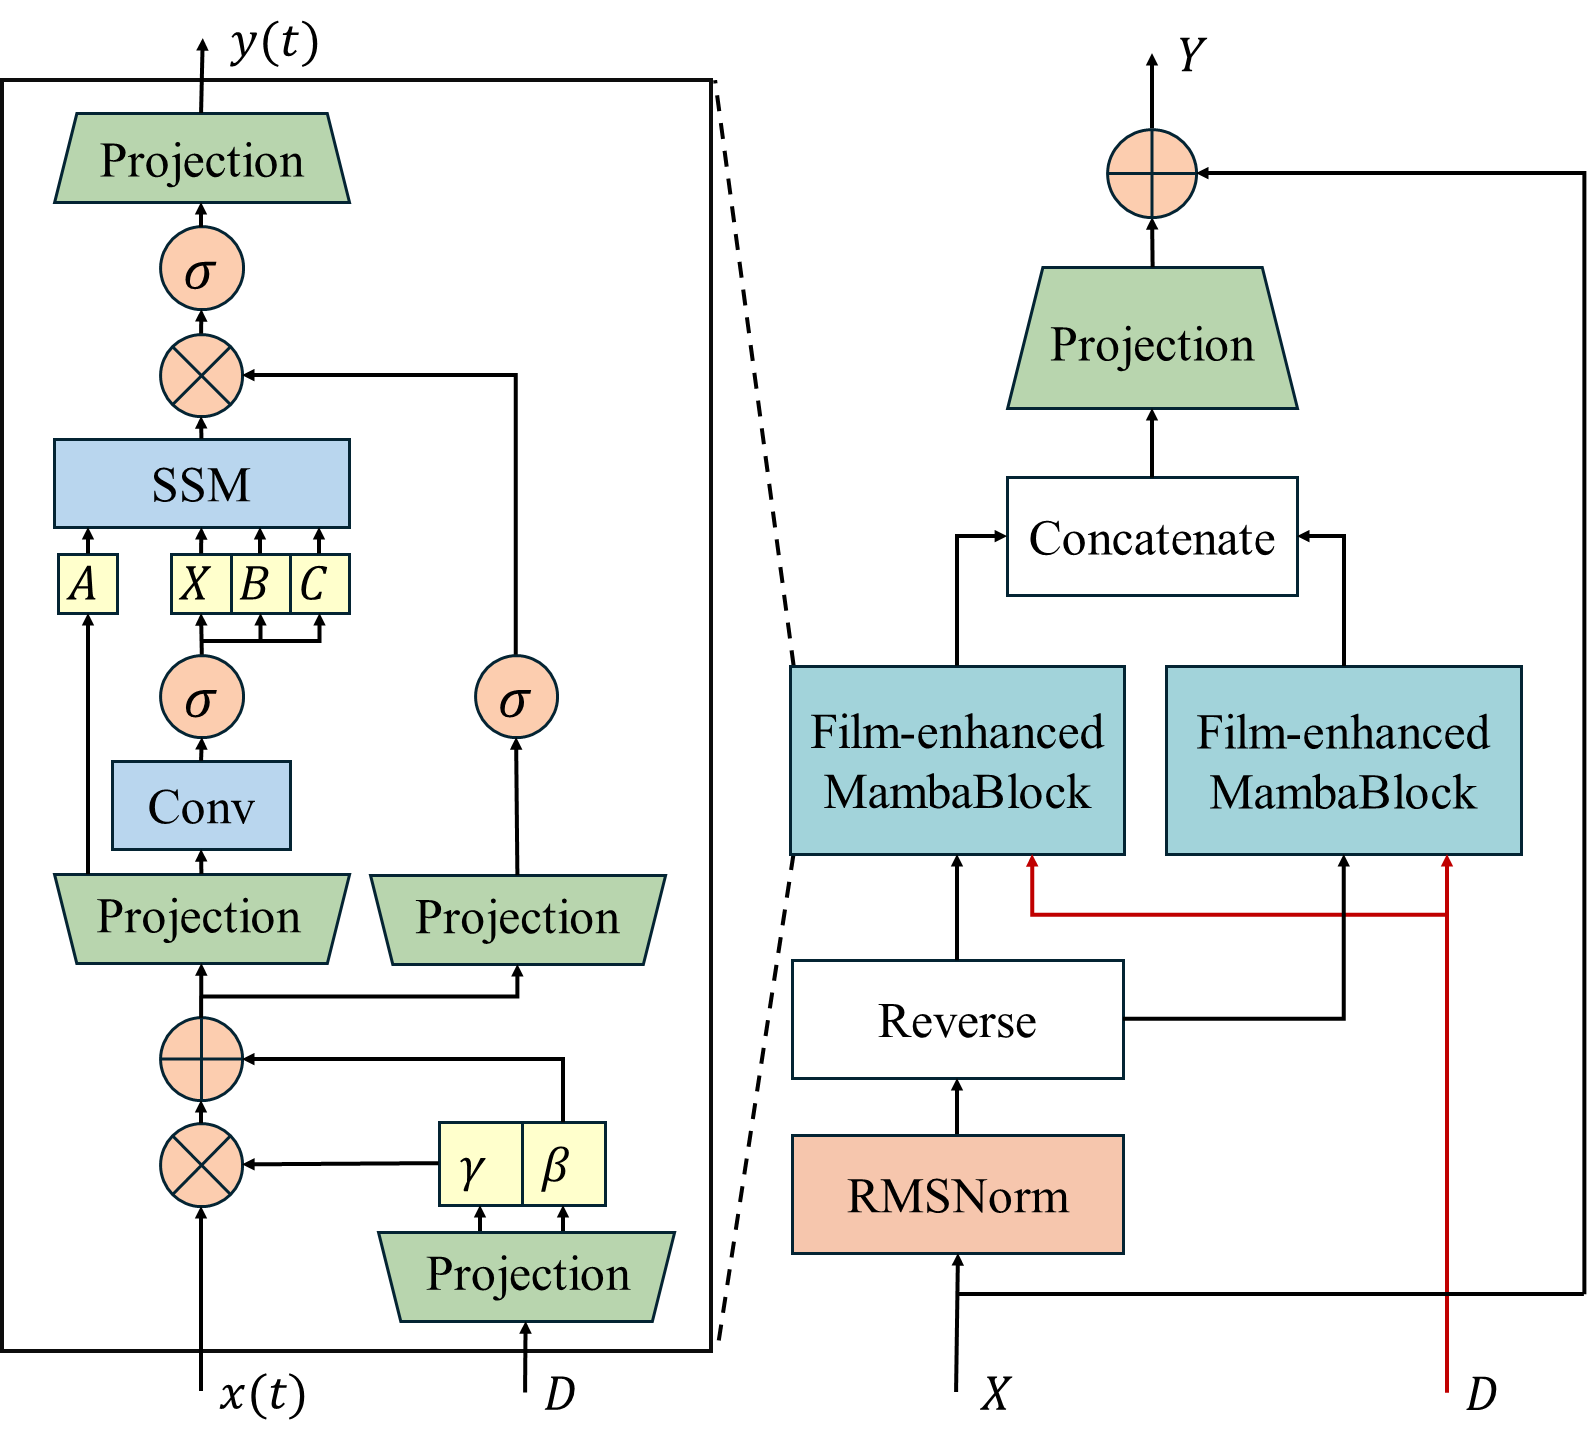 y(t)
Projection
σ
SSM
A
X
B
C
σ
σ
Conv
Projection
Projection
γ
β
Projection
x(t)
D
Y
Projection
Concatenate
Film-enhanced
MambaBlock
Film-enhanced
MambaBlock
Reverse
RMSNorm
X
D